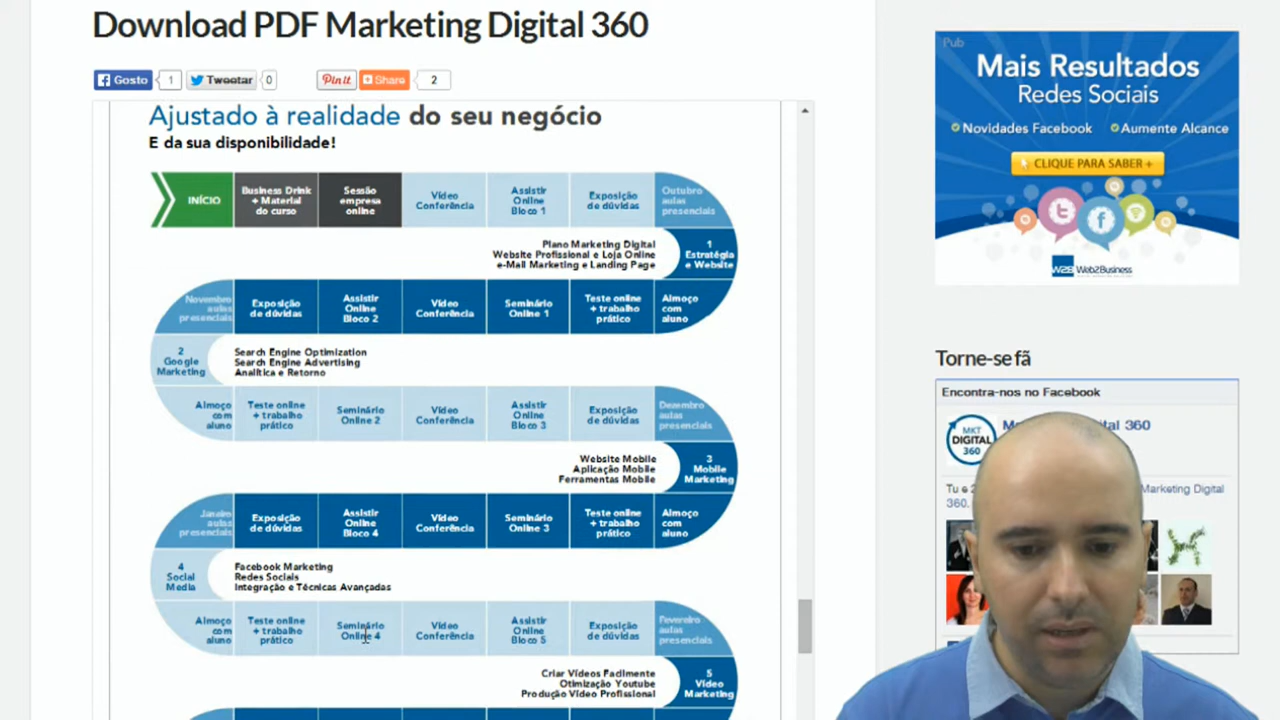 Download PDF Marketing Digital 360
Gosto 1 Tweetar 0 Pin it Share 2
Ajustado à realidade do seu negócio
E da sua disponibilidade!
INÍCIO
Business Drink
+ Material
do curso
Sessão
empresa
online
Vídeo
Conferência
Assistir
Online
Bloco 1
Exposição
de dúvidas
Outubro
aulas
presenciais
Plano Marketing Digital
Website Profissional e Loja Online
e-Mail Marketing e Landing Page
1
Estratégia
e Website
Novembro
aulas
presenciais
Exposição
de dúvidas
Assistir
Online
Bloco 2
Vídeo
Conferência
Seminário
Online 1
Teste online
+ trabalho
prático
Almoço
com
aluno
2
Google
Marketing
Search Engine Optimization
Search Engine Advertising
Analítica e Retorno
Almoço
com
aluno
Teste online
+ trabalho
prático
Seminário
Online 2
Vídeo
Conferência
Assistir
Online
Bloco 3
Exposição
de dúvidas
Dezembro
aulas
presenciais
Website Mobile
Aplicação Mobile
Ferramentas Mobile
3
Mobile
Marketing
Janeiro
aulas
presenciais
Exposição
de dúvidas
Assistir
Online
Bloco 4
Vídeo
Conferência
Seminário
Online 3
Teste online
+ trabalho
prático
Almoço
com
aluno
4
Social
Media
Facebook Marketing
Redes Sociais
Integração e Técnicas Avançadas
Almoço
com
aluno
Teste online
+ trabalho
prático
Seminário
Online 4
Vídeo
Conferência
Assistir
Online
Bloco 5
Exposição
de dúvidas
Fevereiro
aulas
presenciais
Criar Vídeos Facilmente
Otimização Youtube
Produção Vídeo Profissional
5
Vídeo
Marketing
Pub
Mais Resultados
Redes Sociais
Novidades Facebook Aumente Alcance
CLIQUE PARA SABER +
W2B Web2Business
Torne-se fã
Encontra-nos no Facebook
MKT
DIGITAL
360
Digital 360
Tu e
Marketing Digital
360.